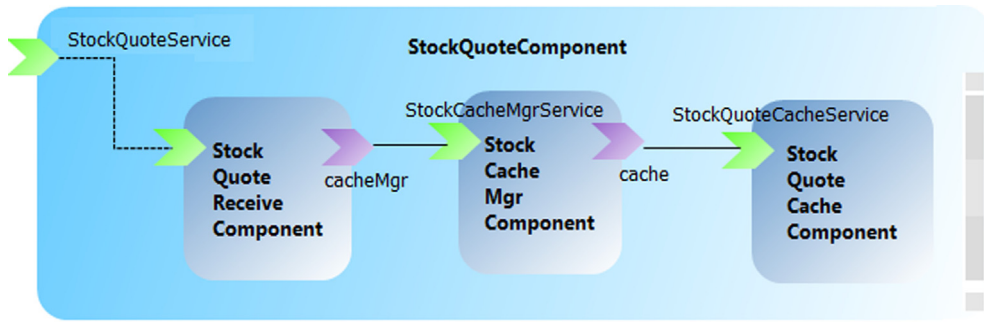 StockQuoteService
StockQuoteComponent
StockCacheMgrService
StockQuoteCacheService
Stock
Quote
Receive
Component
cacheMgr
Stock
Cache
Mgr
Component
cache
Stock
Quote
Cache
Component